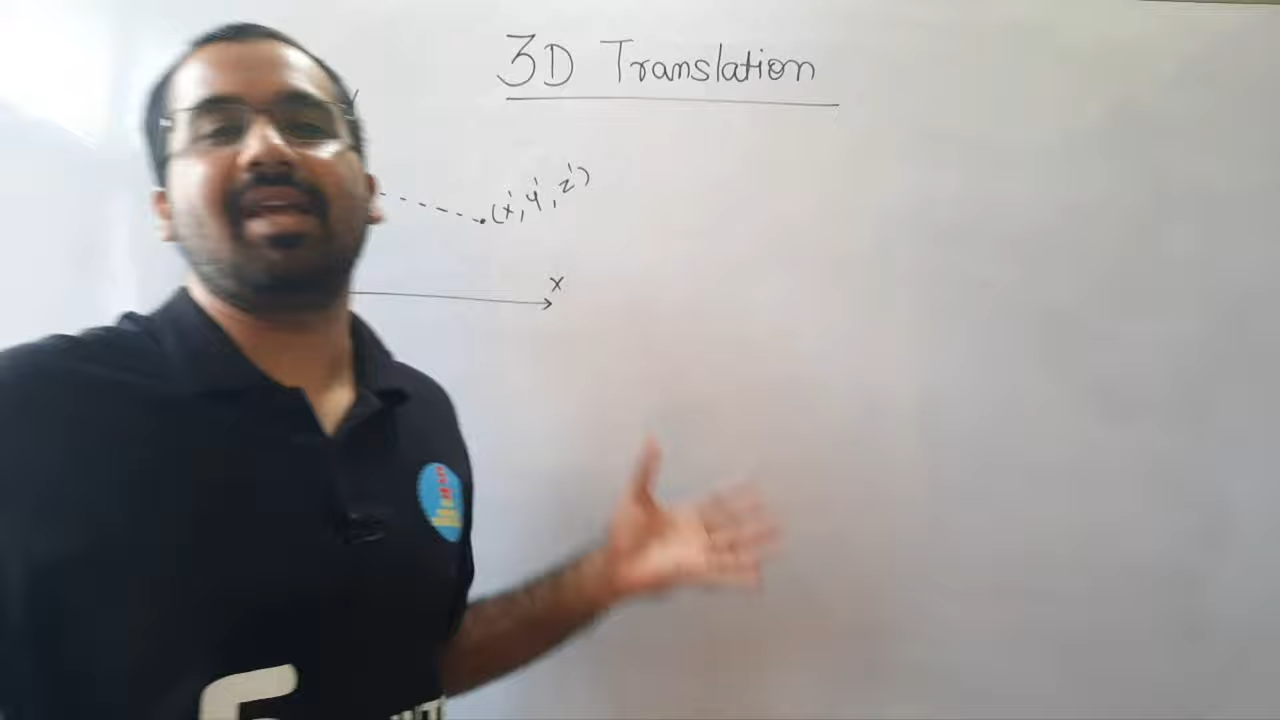 3D Translation
(x', y', z')
x